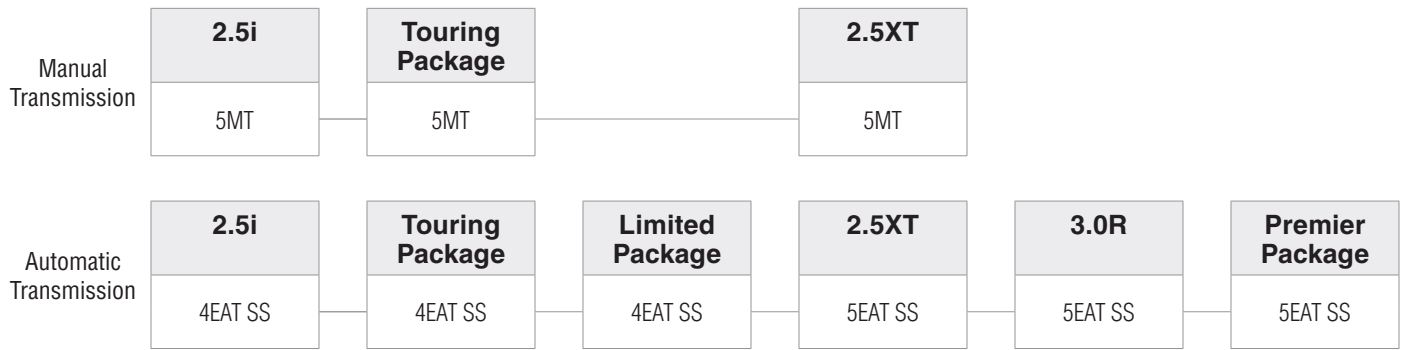 2.5i
Touring
Package
2.5XT
Manual
Transmission
5MT
5MT
5MT
2.5i
Touring
Package
Limited
Package
2.5XT
3.0R
Premier
Package
Automatic
Transmission
4EAT SS
4EAT SS
4EAT SS
5EAT SS
5EAT SS
5EAT SS